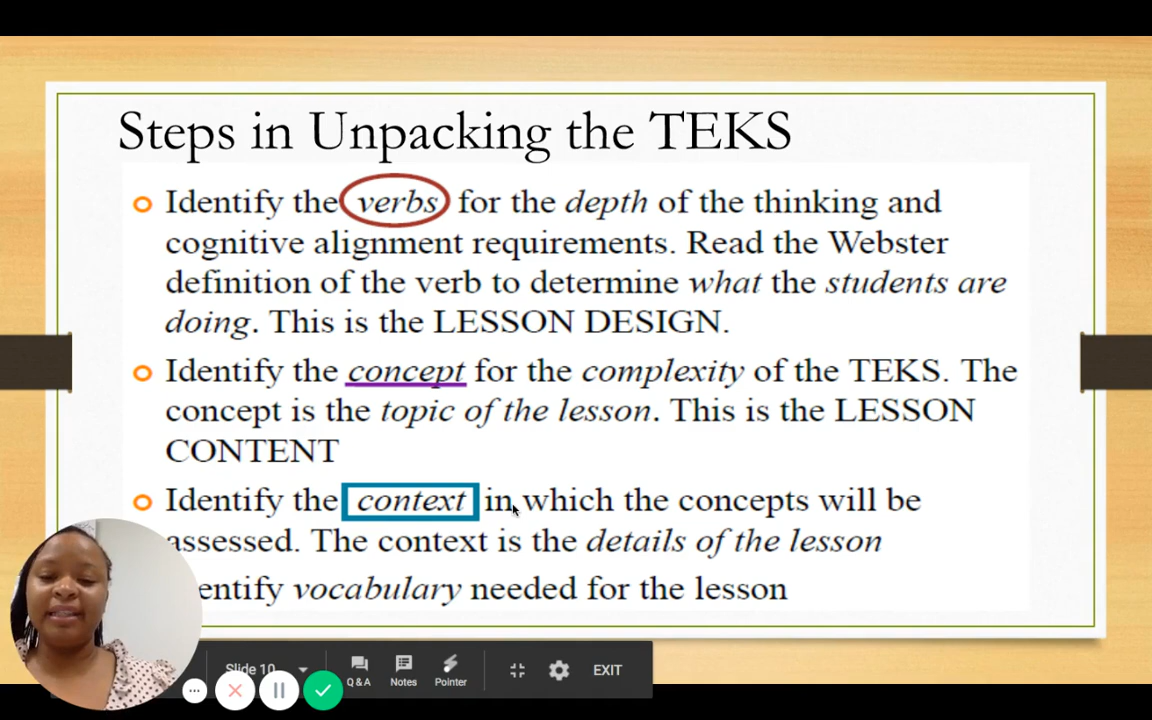 Steps in Unpacking the TEKS
Identify the verbs for the depth of the thinking and
cognitive alignment requirements. Read the Webster
definition of the verb to determine what the students are
doing. This is the LESSON DESIGN.
Identify the concept for the complexity of the TEKS. The
concept is the topic of the lesson. This is the LESSON
CONTENT
Identify the context in which the concepts will be
assessed. The context is the details of the lesson
entify vocabulary needed for the lesson
Slide 10
Q & A
Notes
Pointer
EXIT